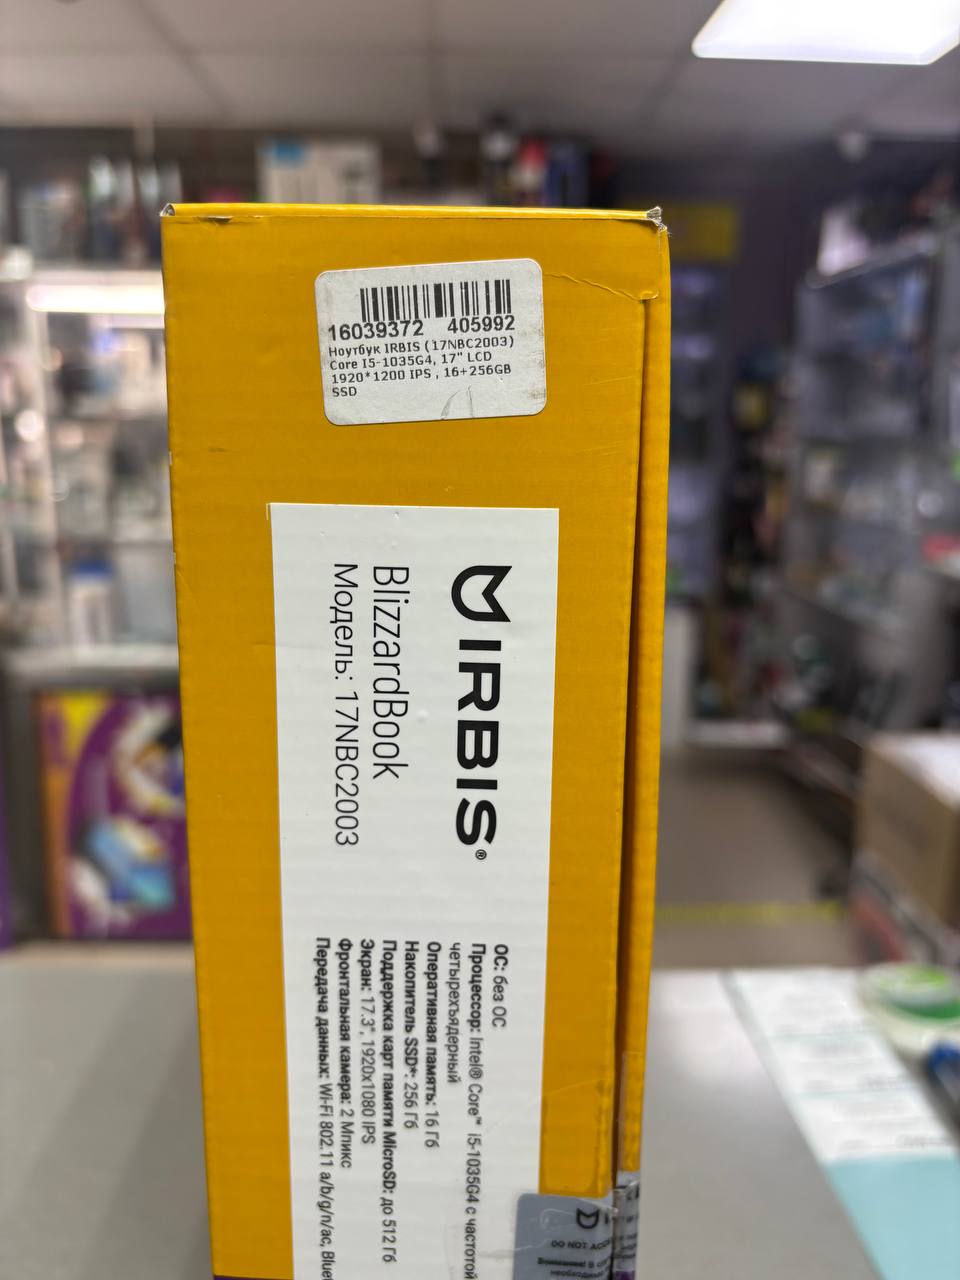 16039372 405992
Ноутбук IRBIS (17NBC2003)
Core I5-1035G4, 17" LCD
1920*1200 IPS , 16+256GB
SSD
IRBIS®
BlizzardBook
Модель: 17NBC2003
ОС: без ОС
Процессор: Intel® Core™ i5-1035G4 с частотой
четырехъядерный
Оперативная память: 16 Гб
Накопитель SSD*: 256 Гб
Поддержка карт памяти MicroSD: до 512 Гб
Экран: 17.3", 1920x1080 IPS
Фронтальная камера: 2 Мпикс
Передача данных: Wi-Fi 802.11 a/b/g/n/ac,
DO NOT